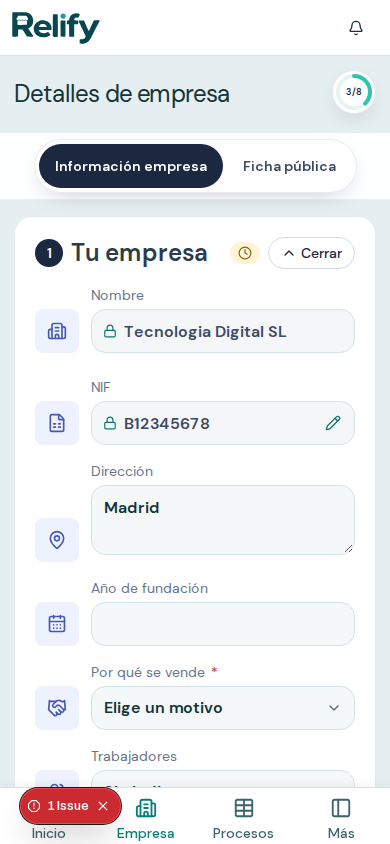 Relify
Detalles de empresa
3/8
Información empresa
Ficha pública
1
Tu empresa
Cerrar
Nombre
Tecnologia Digital SL
NIF
B12345678
Dirección
Madrid
Año de fundación
Por qué se vende *
Elige un motivo
Trabajadores
1 Issue
Inicio
Empresa
Procesos
Más